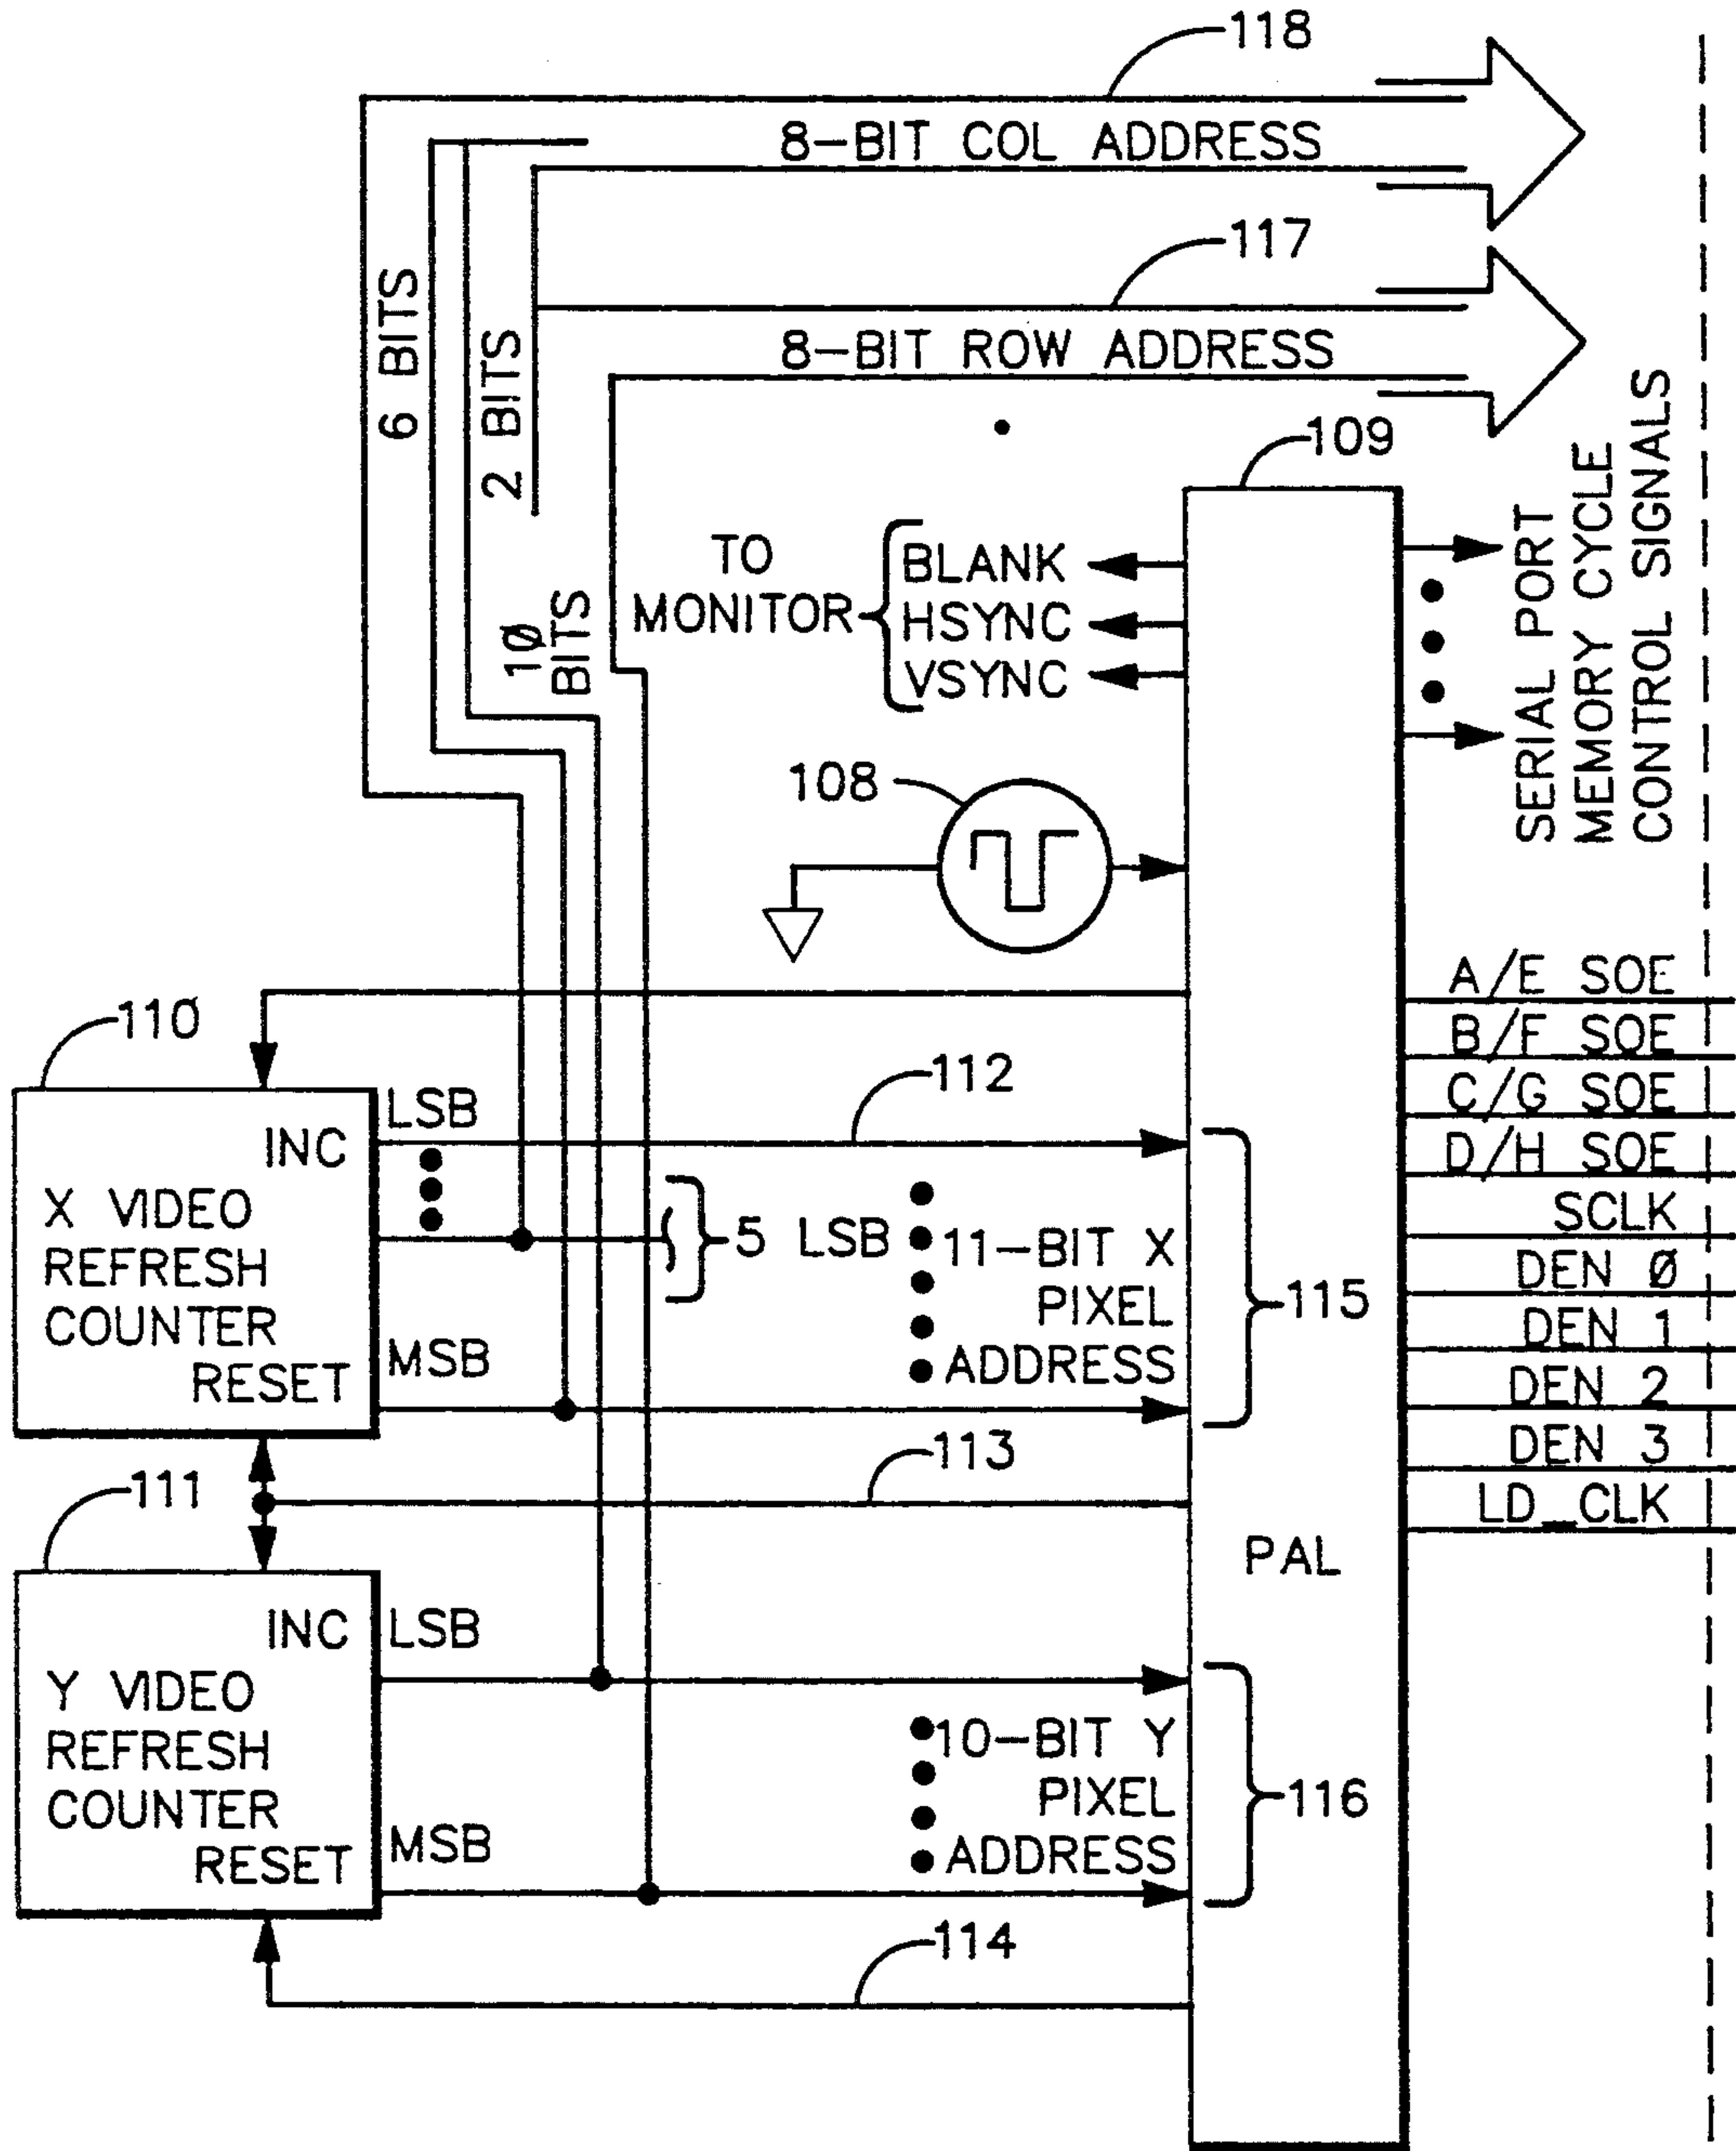 118
8-BIT COL ADDRESS
117
8-BIT ROW ADDRESS
6 BITS
2 BITS
10
BITS
109
TO
MONITOR
BLANK
HSYNC
VSYNC
SERIAL PORT
MEMORY CYCLE
CONTROL SIGNALS
108
A/E SOE
B/F SOE
C/G SOE
D/H SOE
SCLK
DEN 0
DEN 1
DEN 2
DEN 3
LD_CLK
110
112
LSB
INC
X VIDEO
REFRESH
COUNTER
RESET
MSB
5 LSB
11-BIT X
PIXEL
ADDRESS
115
113
111
PAL
INC
LSB
Y VIDEO
REFRESH
COUNTER
RESET
MSB
10-BIT Y
PIXEL
ADDRESS
116
114